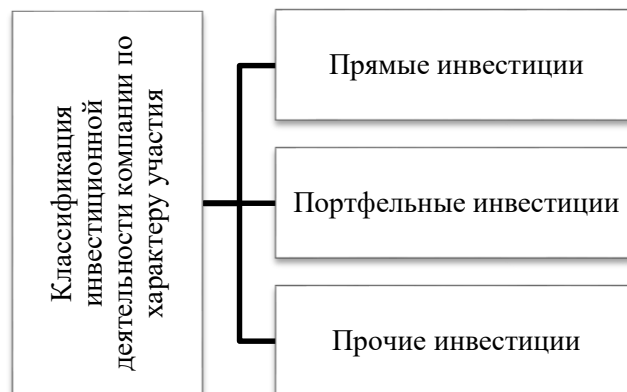 Классификация
инвестиционной
деятельности компании по
характеру участия
Прямые инвестиции
Портфельные инвестиции
Прочие инвестиции